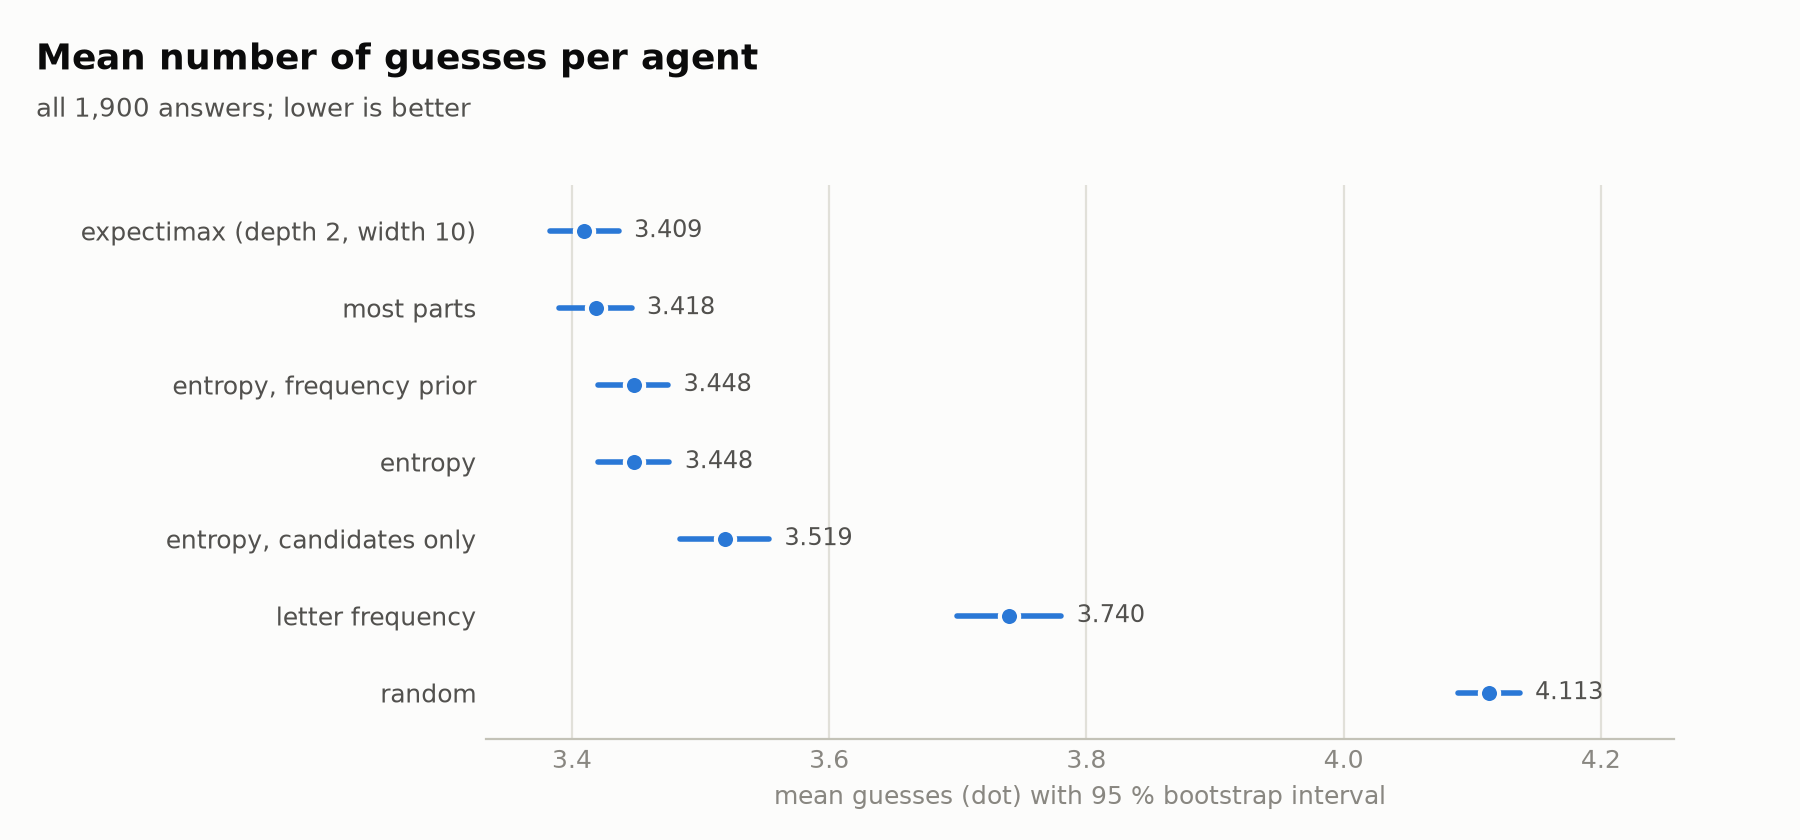 Mean number of guesses per agent
all 1,900 answers; lower is better
expectimax (depth 2, width 10) 3.409
most parts 3.418
entropy, frequency prior 3.448
entropy 3.448
entropy, candidates only 3.519
letter frequency 3.740
random 4.113
3.4 3.6 3.8 4.0 4.2
mean guesses (dot) with 95 % bootstrap interval